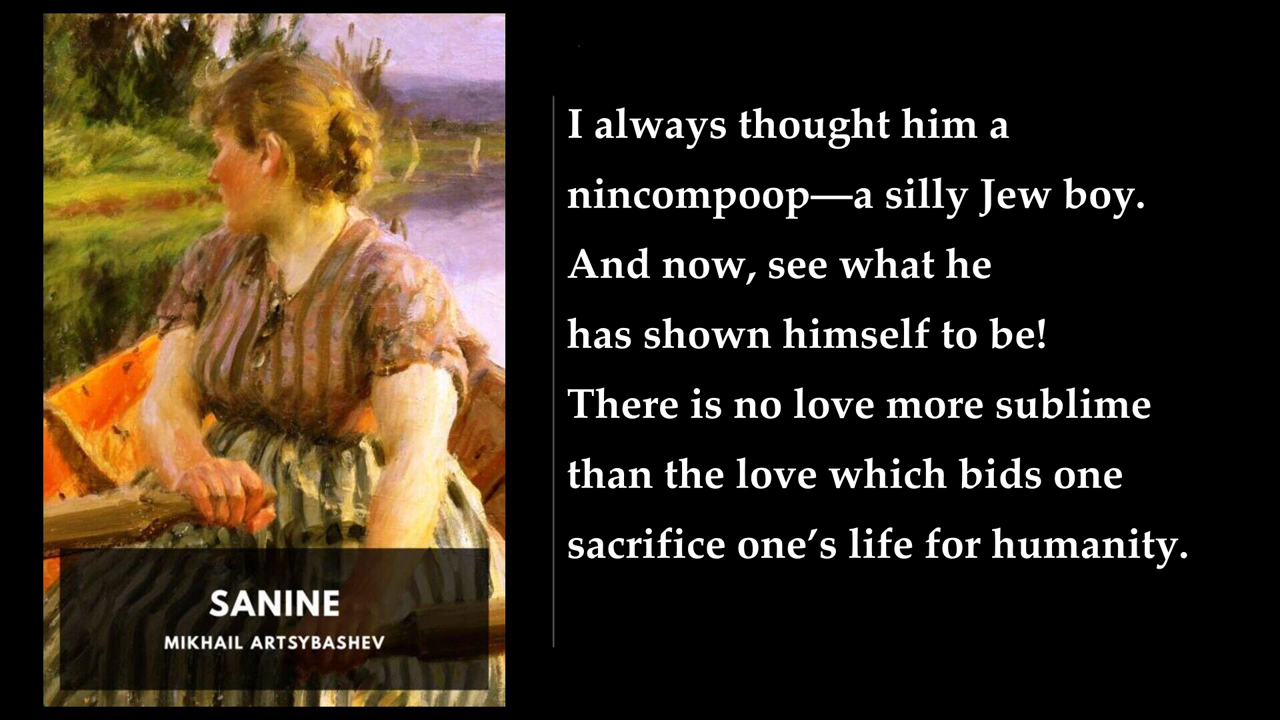 SANINE
MIKHAIL ARTSYBASHEV
I always thought him a
nincompoop—a silly Jew boy.
And now, see what he
has shown himself to be!
There is no love more sublime
than the love which bids one
sacrifice one’s life for humanity.